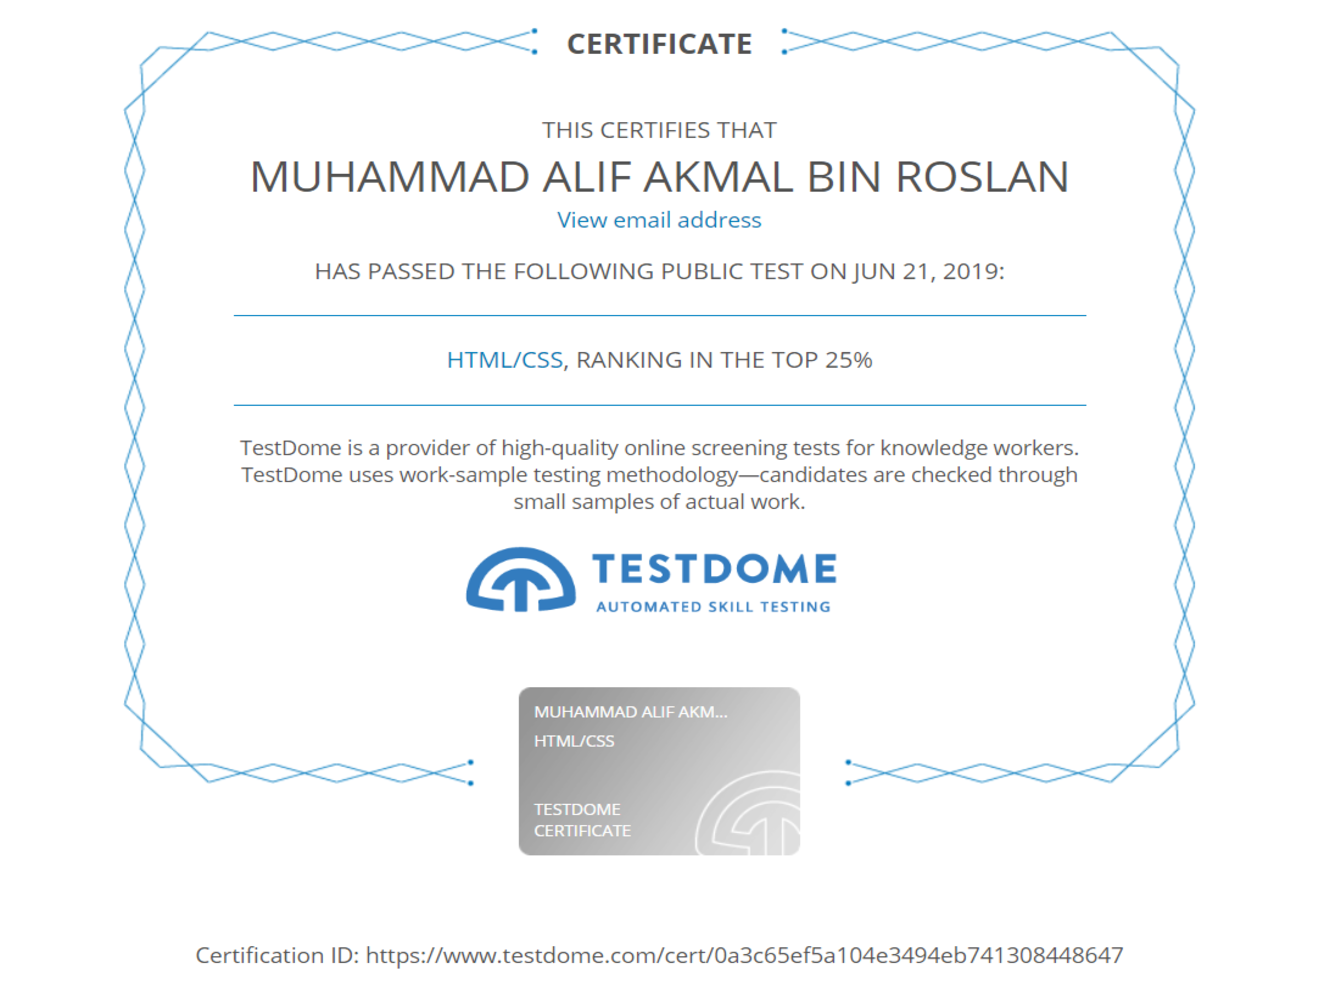 CERTIFICATE
THIS CERTIFIES THAT
MUHAMMAD ALIF AKMAL BIN ROSLAN
View email address
HAS PASSED THE FOLLOWING PUBLIC TEST ON JUN 21, 2019:
HTML/CSS, RANKING IN THE TOP 25%
TestDome is a provider of high-quality online screening tests for knowledge workers.
TestDome uses work-sample testing methodology—candidates are checked through
small samples of actual work.
TESTDOME
AUTOMATED SKILL TESTING
MUHAMMAD ALIF AKM...
HTML/CSS
TESTDOME
CERTIFICATE
Certification ID: https://www.testdome.com/cert/0a3c65ef5a104e3494eb741308448647